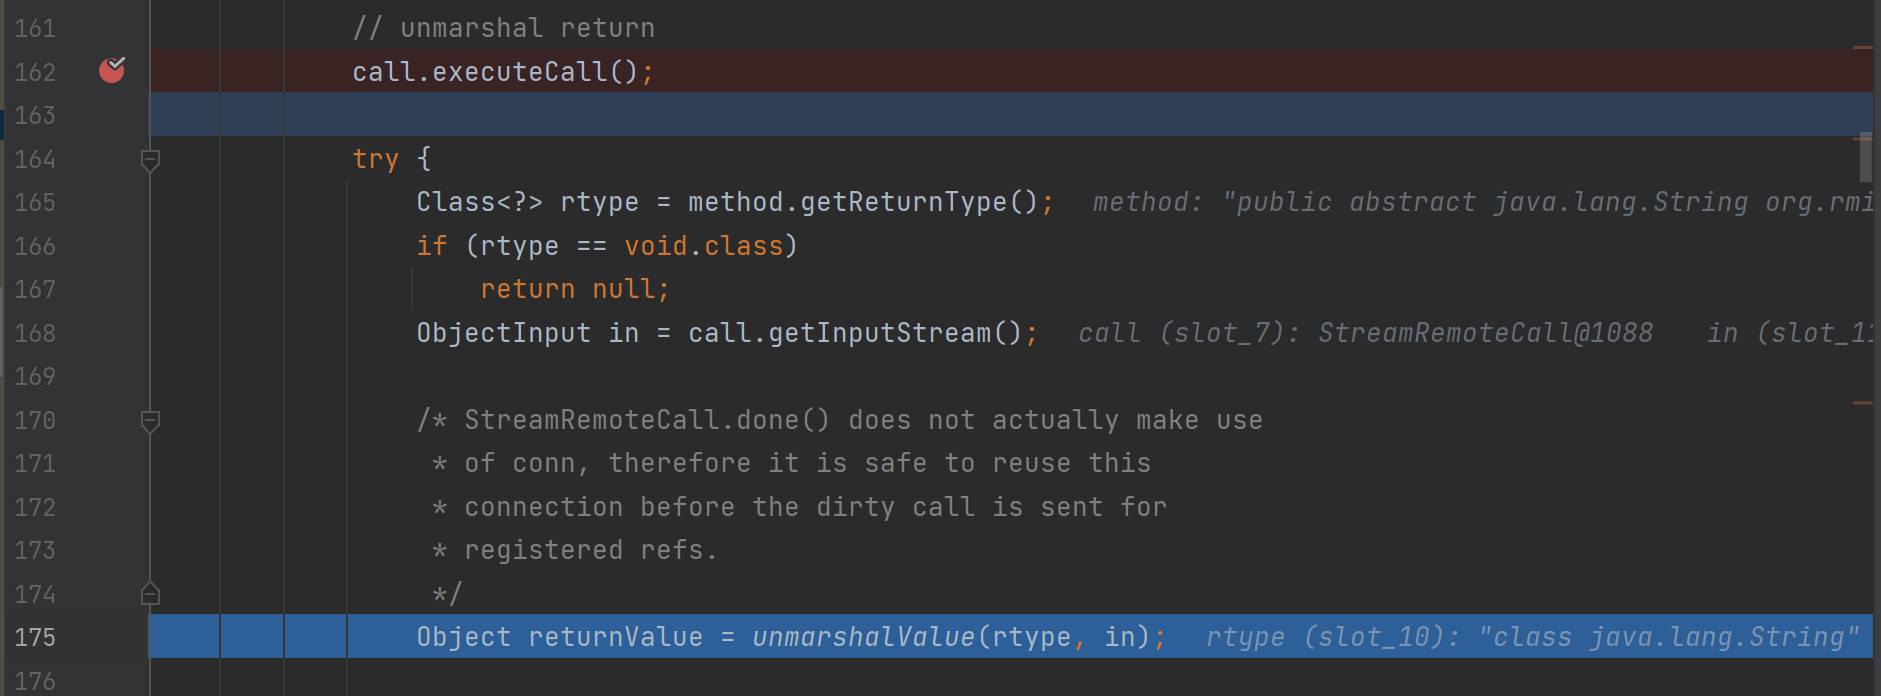 161 // unmarshal return
162 call.executeCall();
163
164 try {
165 Class<?> rtype = method.getReturnType(); method: "public abstract java.lang.String org.rmi
166 if (rtype == void.class)
167 return null;
168 ObjectInput in = call.getInputStream(); call (slot_7): StreamRemoteCall@1088 in (slot_11
169
170 /* StreamRemoteCall.done() does not actually make use
171 * of conn, therefore it is safe to reuse this
172 * connection before the dirty call is sent for
173 * registered refs.
174 */
175 Object returnValue = unmarshalValue(rtype, in); rtype (slot_10): "class java.lang.String"
176